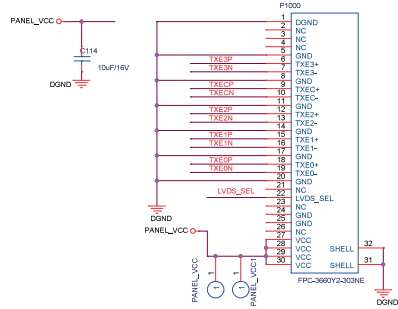 PANEL_VCC
C114
10uF/16V
DGND
P1000
1 DGND
2 NC
3 NC
4 NC
5 GND
TXE3P 6 TXE3+
TXE3N 7 TXE3-
8 GND
TXECP 9 TXEC+
TXECN 10 TXEC-
11 GND
TXE2P 12 TXE2+
TXE2N 13 TXE2-
14 GND
TXE1P 15 TXE1+
TXE1N 16 TXE1-
17 GND
TXE0P 18 TXE0+
TXE0N 19 TXE0-
20 GND
21 NC
LVDS_SEL 22 LVDS_SEL
23 NC
24 GND
25 GND
26 NC
27 VCC
28 VCC
29 VCC
30 VCC
SHELL 32
SHELL 31
FPC-3660Y2-303NE
DGND
DGND
PANEL_VCC
PANEL_VCC
1
1
PANEL_VCC1
1
1